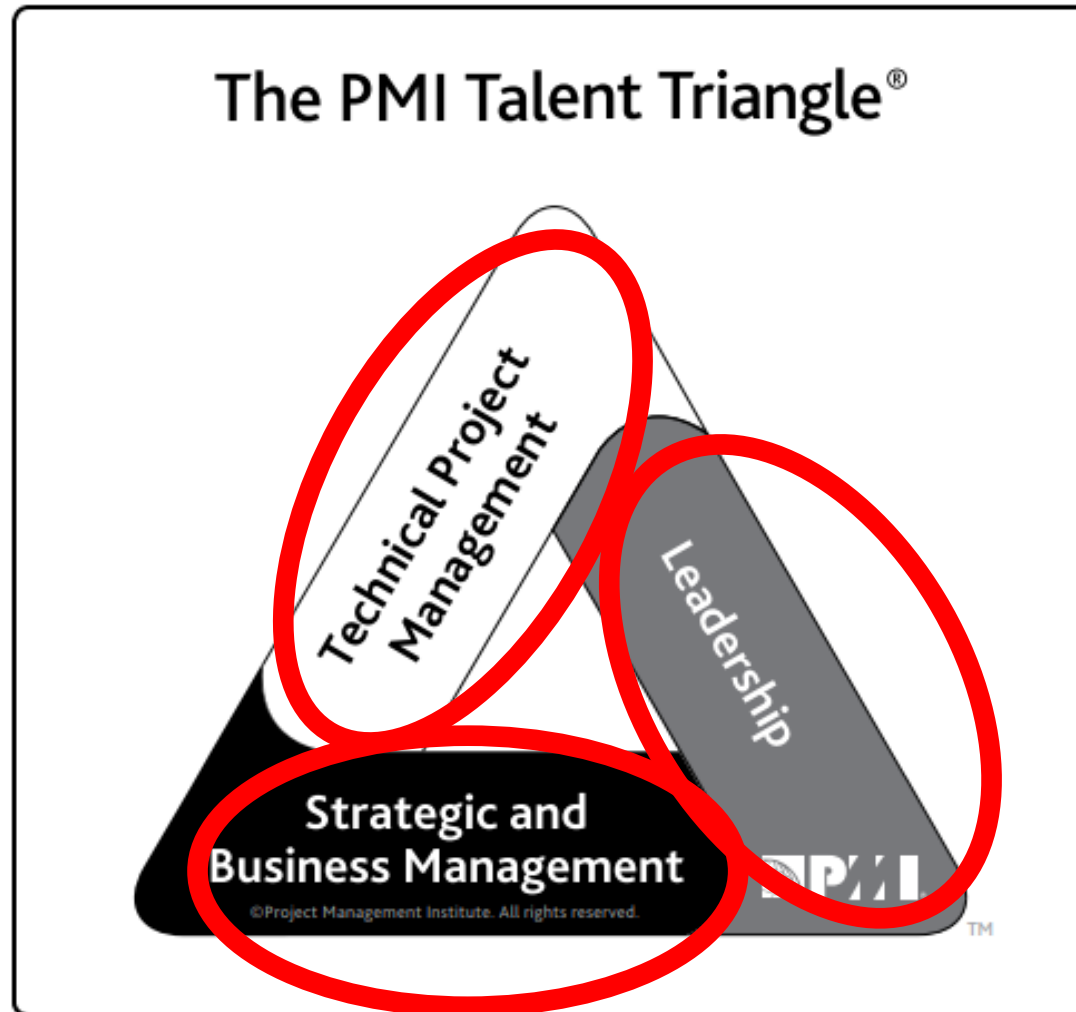 The PMI Talent Triangle®
Technical Project
Management
Leadership
Strategic and
Business Management
©Project Management Institute. All rights reserved.
PMI
TM